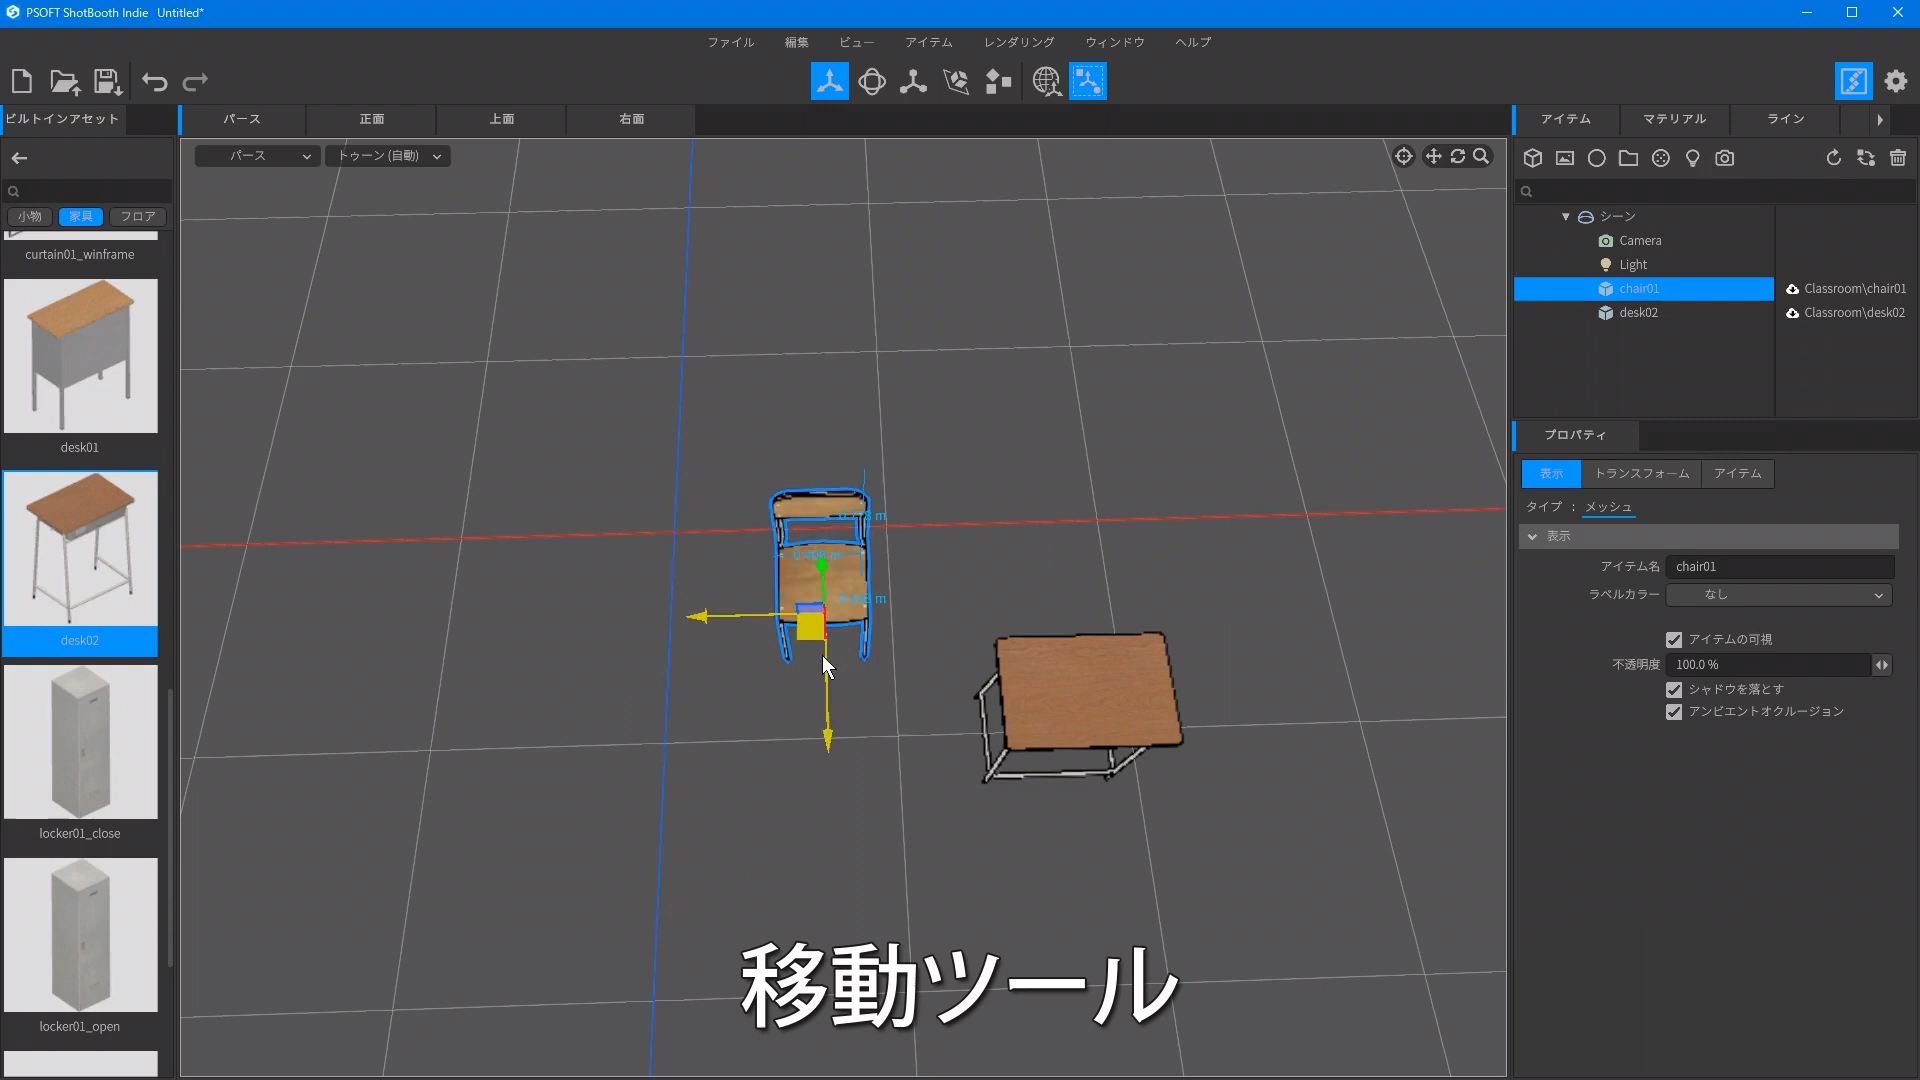 PSOFT ShotBooth Indie Untitled*
ファイル 編集 ビュー アイテム レンダリング ウィンドウ ヘルプ
ビルトインアセット
パース 正面 上面 右面
アイテム マテリアル ライン
パース トゥーン (自動)
小物 家具 フロア
curtain01_winframe
desk01
desk02
locker01_close
locker01_open
シーン
Camera
Light
chair01 Classroom\chair01
desk02 Classroom\desk02
プロパティ
表示 トランスフォーム アイテム
タイプ : メッシュ
表示
アイテム名 chair01
ラベルカラー なし
アイテムの可視
不透明度 100.0 %
シャドウを落とす
アンビエントオクルージョン
移動ツール